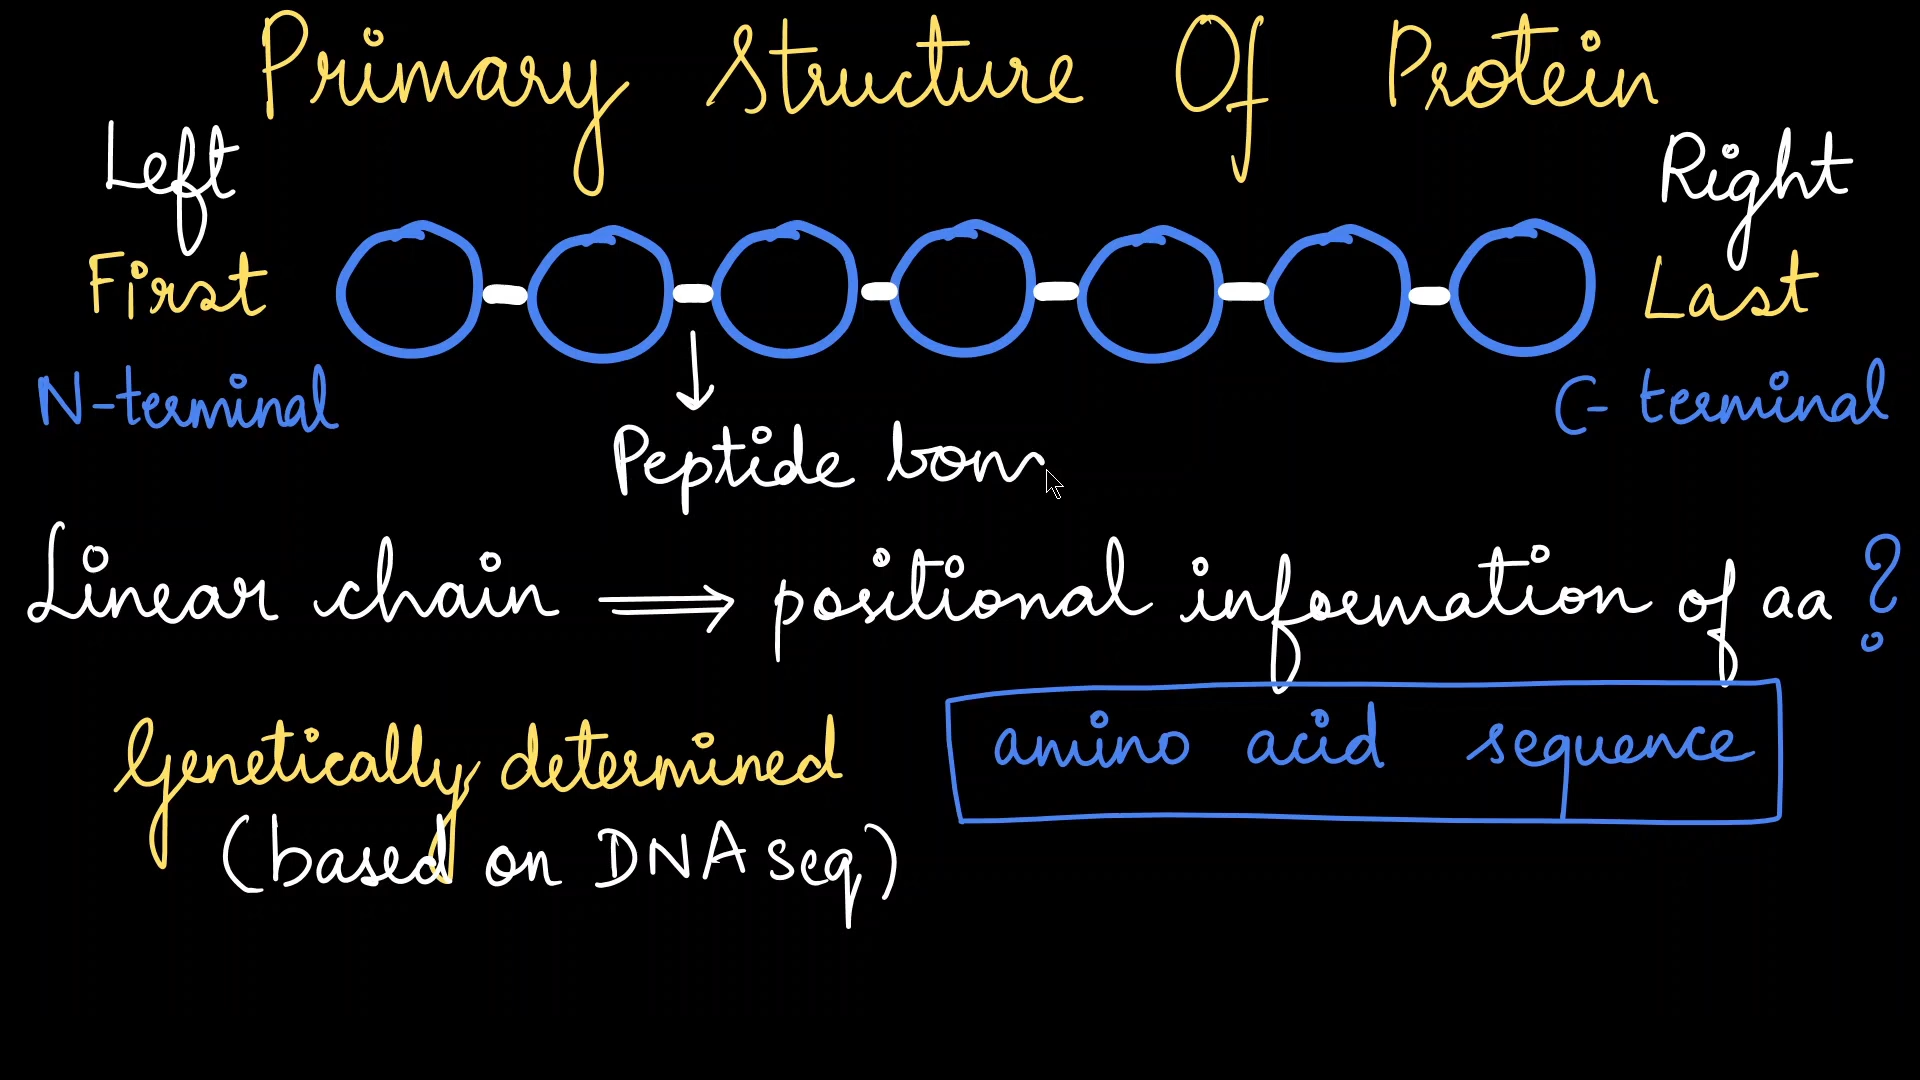 Primary Structure Of Protein
Left Right
First Last
N-terminal C-terminal
Peptide bon
Linear chain ⟹ positional information of aa ?
amino acid sequence
Genetically determined
(based on DNA seq)